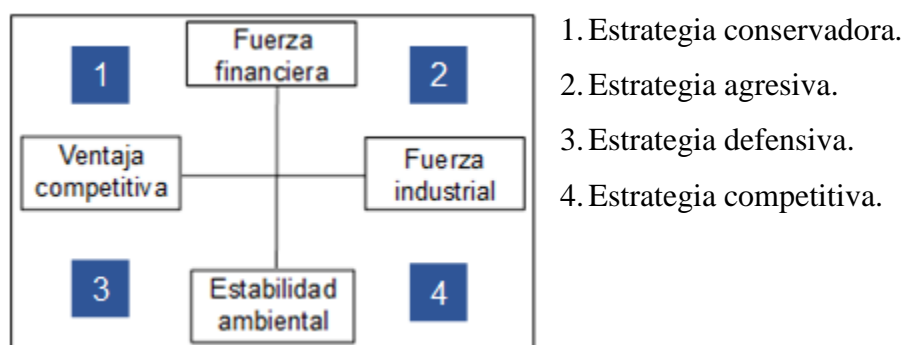 Fuerza
financiera
1
2
Ventaja
competitiva
Fuerza
industrial
3
Estabilidad
ambiental
4
1. Estrategia conservadora.
2. Estrategia agresiva.
3. Estrategia defensiva.
4. Estrategia competitiva.